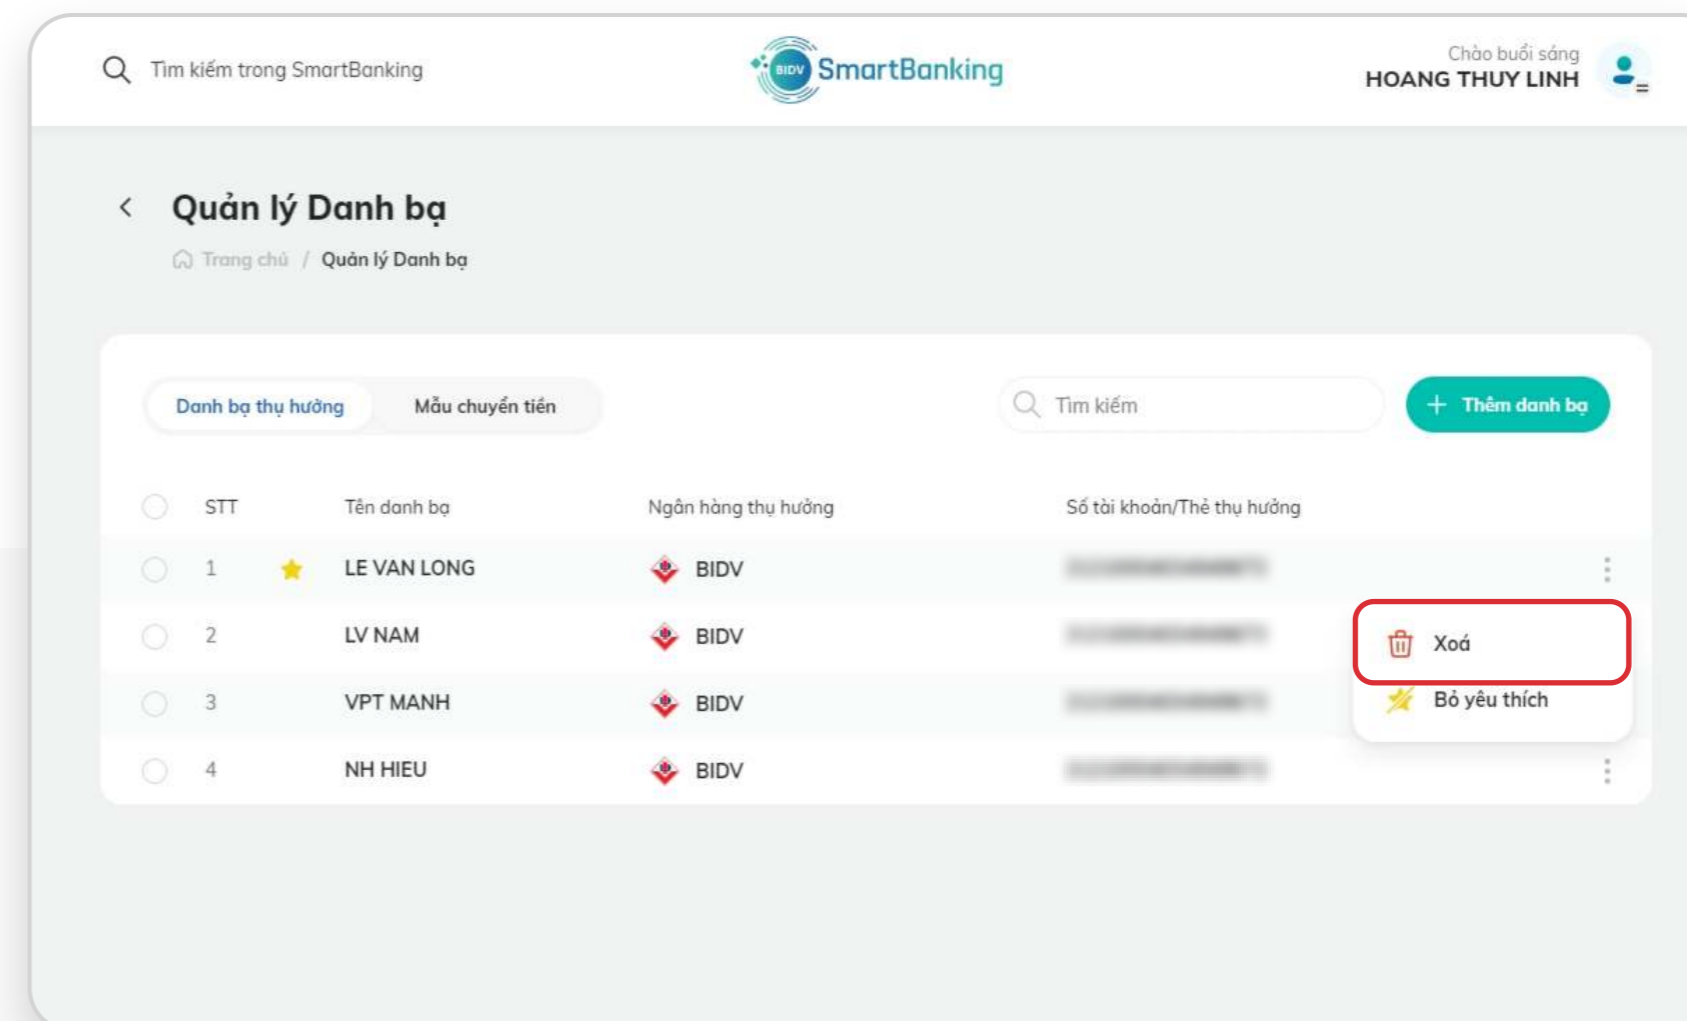 Tìm kiếm trong SmartBanking
BIDV SmartBanking
Chào buổi sáng
HOANG THUY LINH
Quản lý Danh bạ
Trang chủ / Quản lý Danh bạ
Danh bạ thụ hưởng Mẫu chuyển tiền Tìm kiếm + Thêm danh bạ
STT Tên danh bạ Ngân hàng thụ hưởng Số tài khoản/Thẻ thụ hưởng
1 LE VAN LONG BIDV
2 LV NAM BIDV
Xoá
3 VPT MANH BIDV
Bỏ yêu thích
4 NH HIEU BIDV